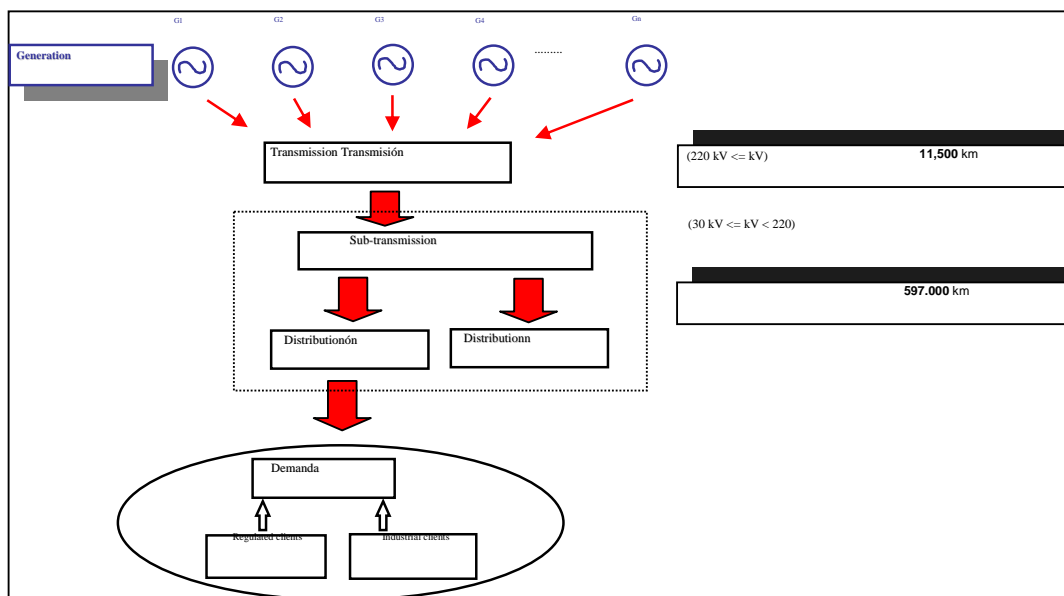 G1
G2
G3
G4
Gn
Generation
.........
Transmission Transmisión
(220 kV <= kV)
11,500 km
(30 kV <= kV < 220)
Sub-transmission
597.000 km
Distributionón
Distributionn
Demanda
Regulated clients
Industrial clients